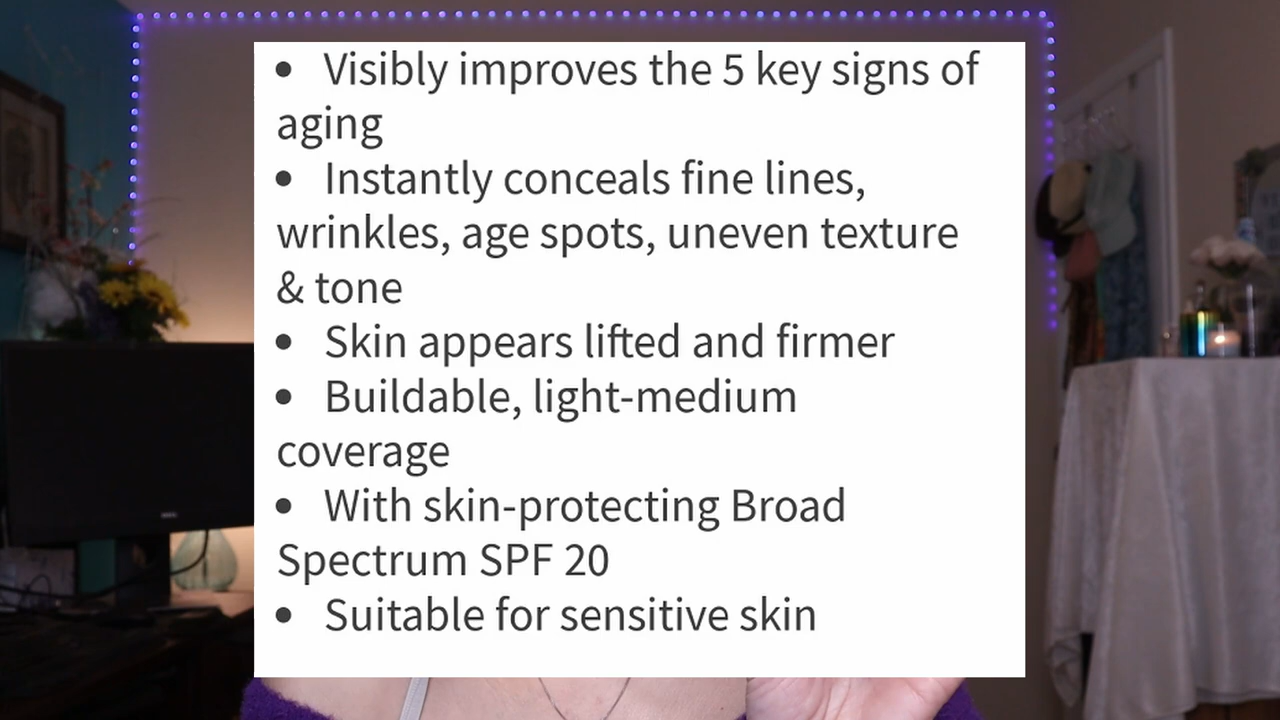 • Visibly improves the 5 key signs of
aging
• Instantly conceals fine lines,
wrinkles, age spots, uneven texture
& tone
• Skin appears lifted and firmer
• Buildable, light-medium
coverage
• With skin-protecting Broad
Spectrum SPF 20
• Suitable for sensitive skin